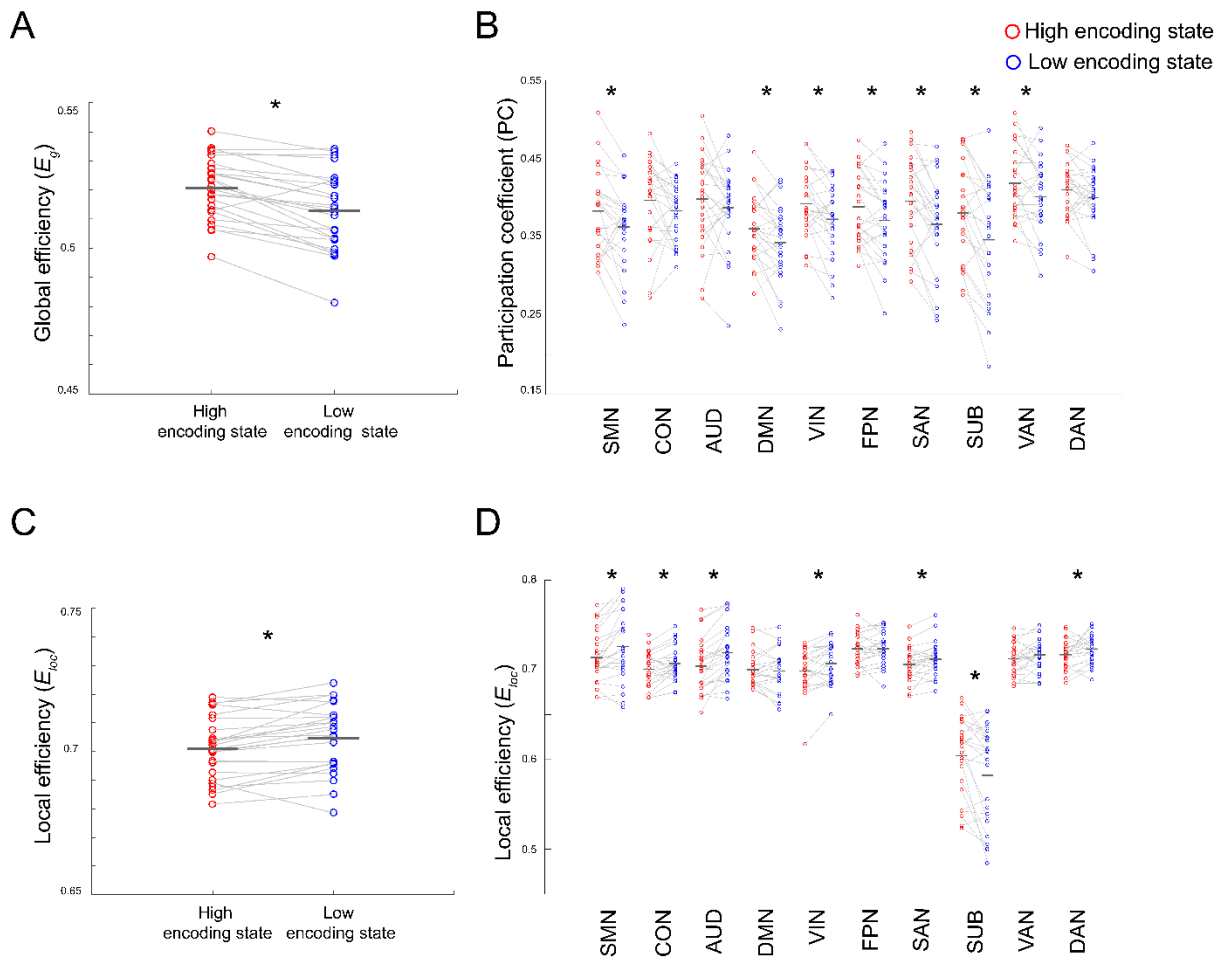 A
B
High encoding state
Low encoding state
*
Global efficiency (Eg)
0.55
0.5
0.45
High
encoding state
Low
encoding state
* * * * * * *
Participation coefficient (PC)
0.55
0.45
0.35
0.25
0.15
SMN
CON
AUD
DMN
VIN
FPN
SAN
SUB
VAN
DAN
C
D
*
Local efficiency (Eloc)
0.75
0.7
0.65
High
encoding state
Low
encoding state
* * * * * *
*
Local efficiency (Eloc)
0.8
0.7
0.6
0.5
SMN
CON
AUD
DMN
VIN
FPN
SAN
SUB
VAN
DAN